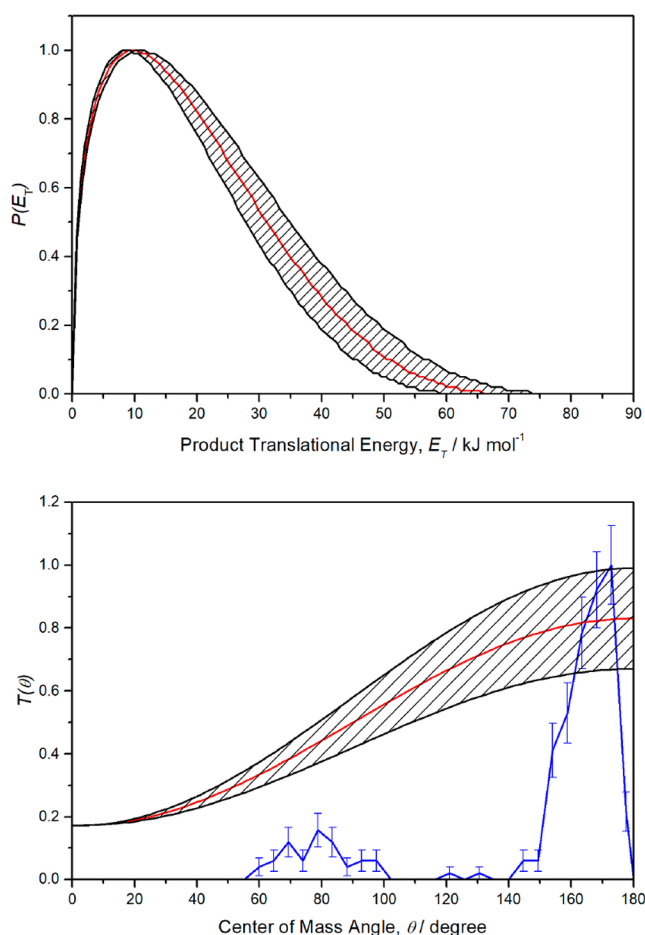 1.0
0.8
0.6
0.4
0.2
0.0
P(E_T)
0 10 20 30 40 50 60 70 80 90
Product Translational Energy, E_T / kJ mol⁻¹
1.2
1.0
0.8
0.6
0.4
0.2
0.0
T(θ)
0 20 40 60 80 100 120 140 160 180
Center of Mass Angle, θ / degree